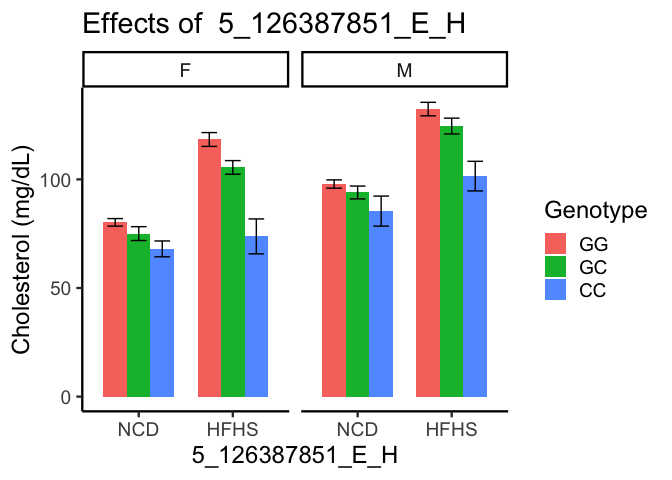 Effects of  5_126387851_E_H
F
M
Cholesterol (mg/dL)
100
50
0
NCD
HFHS
NCD
HFHS
5_126387851_E_H
Genotype
GG
GC
CC